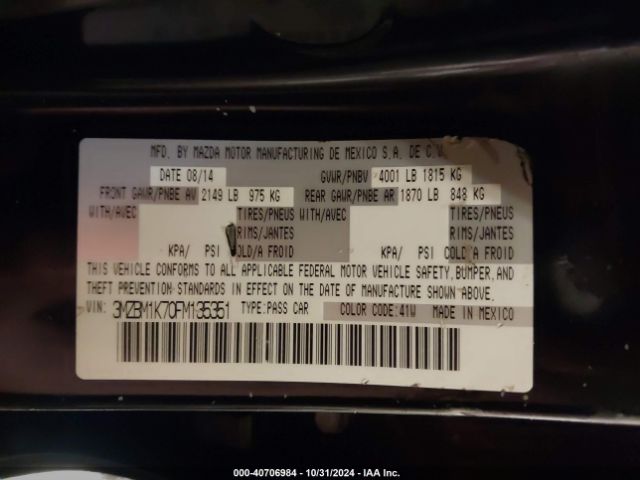 MFD. BY MAZDA MOTOR MANUFACTURING DE MEXICO S.A. DE C.V.
DATE 08/14 GVWR/PNBV 4001 LB 1815 KG
FRONT GAWR/PNBE AV 2149 LB 975 KG REAR GAWR/PNBE AR 1870 LB 848 KG
WITH/AVEC TIRES/PNEUS WITH/AVEC TIRES/PNEUS
RIMS/JANTES RIMS/JANTES
KPA/ PSI COLD/A FROID KPA/ PSI COLD/A FROID
THIS VEHICLE CONFORMS TO ALL APPLICABLE FEDERAL MOTOR VEHICLE SAFETY, BUMPER, AND
THEFT PREVENTION STANDARDS IN EFFECT ON THE DATE OF MANUFACTURE SHOWN ABOVE.
VIN: 3MZBM1K70FM135351 TYPE:PASS CAR COLOR CODE:41W MADE IN MEXICO
000-40706984 - 10/31/2024 - IAA Inc.